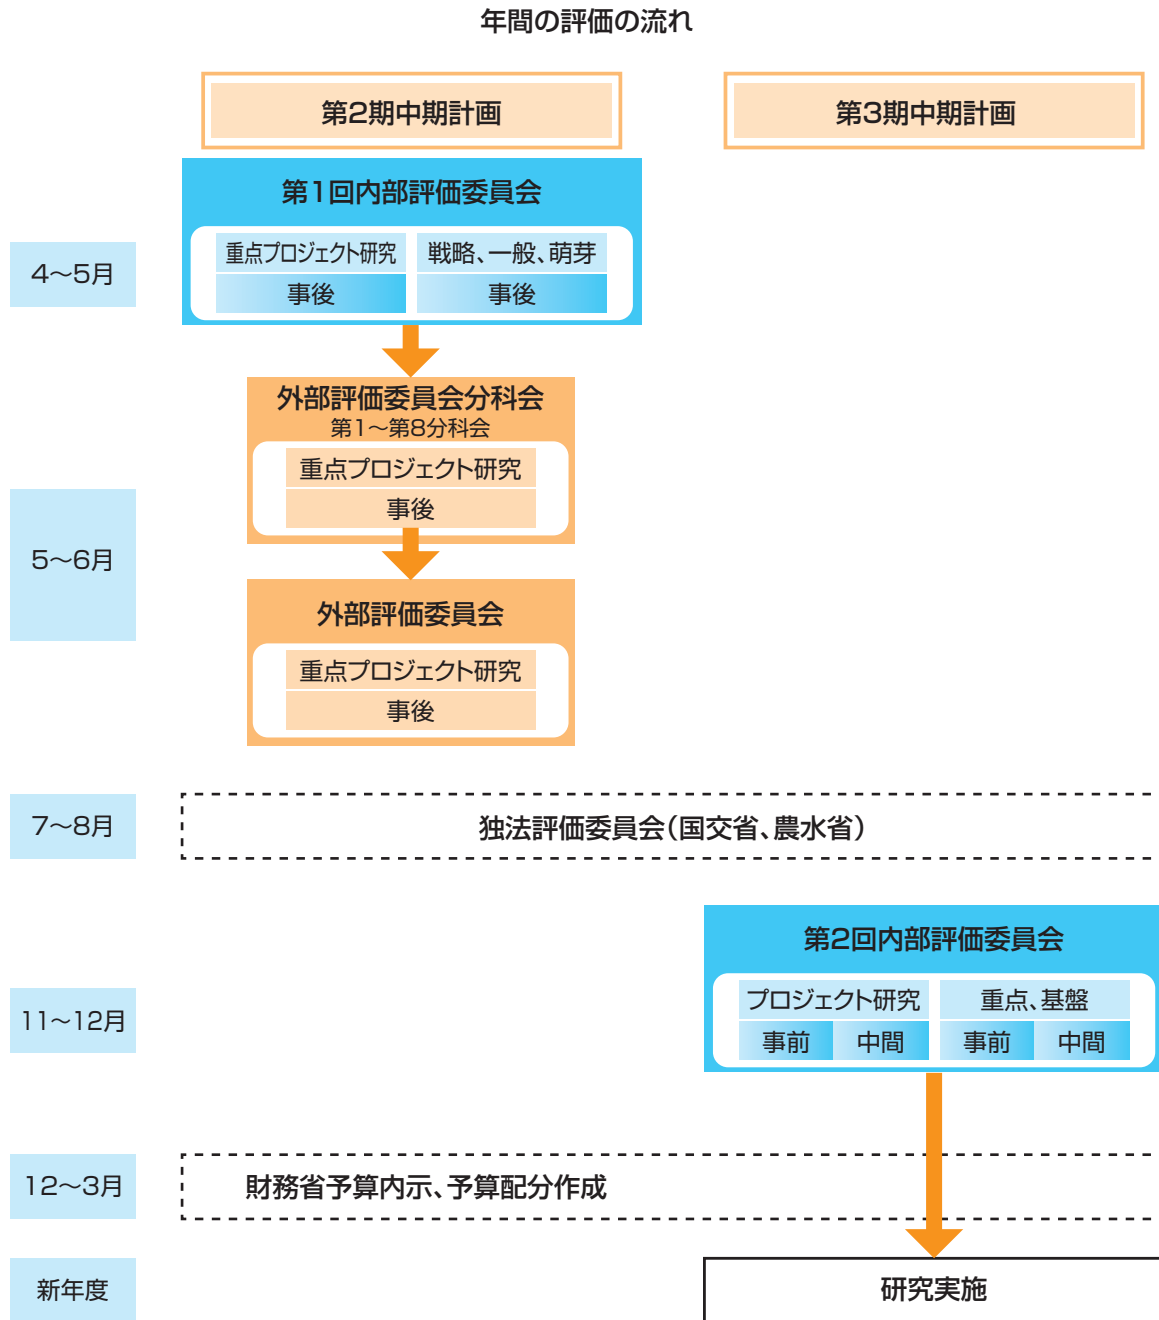 年間の評価の流れ
第2期中期計画
第3期中期計画
4～5月
第1回内部評価委員会
重点プロジェクト研究
戦略、一般、萌芽
事後
事後
5～6月
外部評価委員会分科会
第1～第8分科会
重点プロジェクト研究
事後
外部評価委員会
重点プロジェクト研究
事後
7～8月
独法評価委員会(国交省、農水省)
11～12月
第2回内部評価委員会
プロジェクト研究
重点、基盤
事前
中間
事前
中間
12～3月
財務省予算内示、予算配分作成
新年度
研究実施